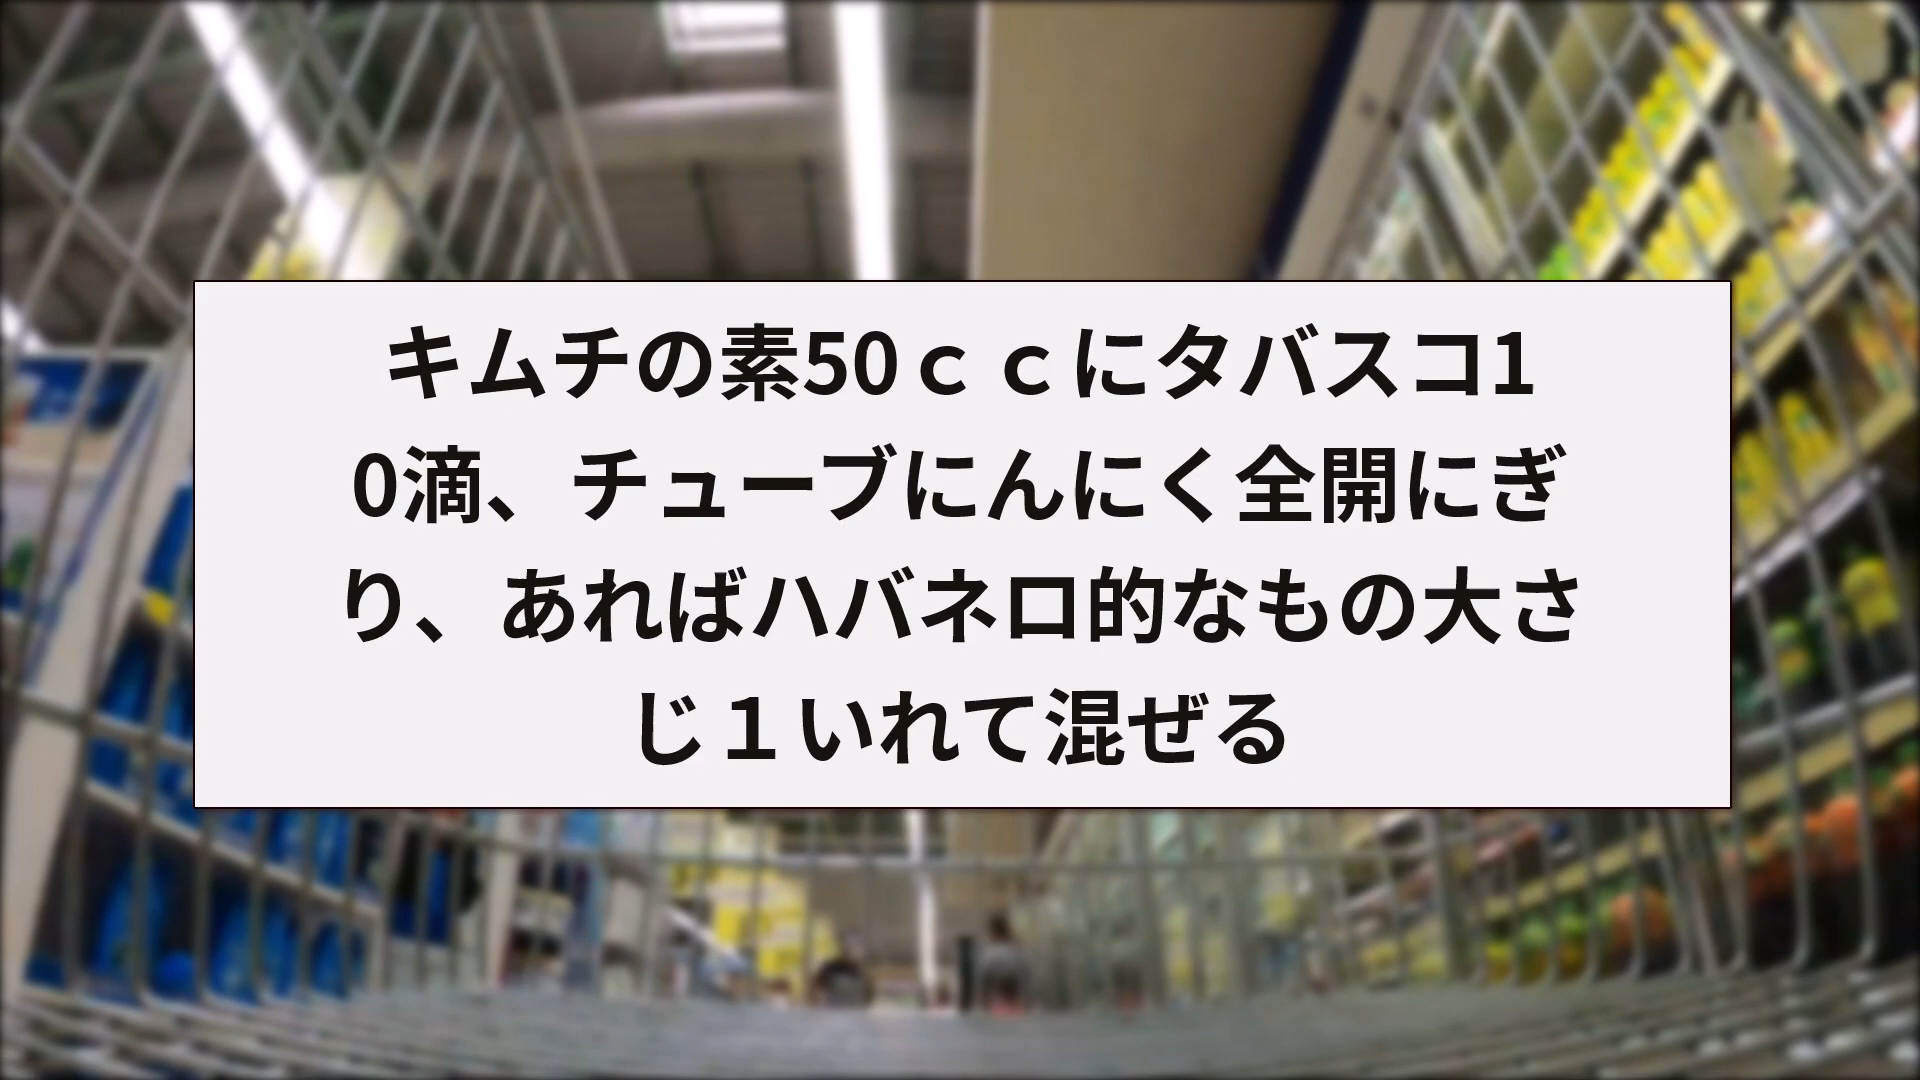 キムチの素50ｃｃにタバスコ1
0滴、チューブにんにく全開にぎ
り、あればハバネロ的なもの大さ
じ１いれて混ぜる